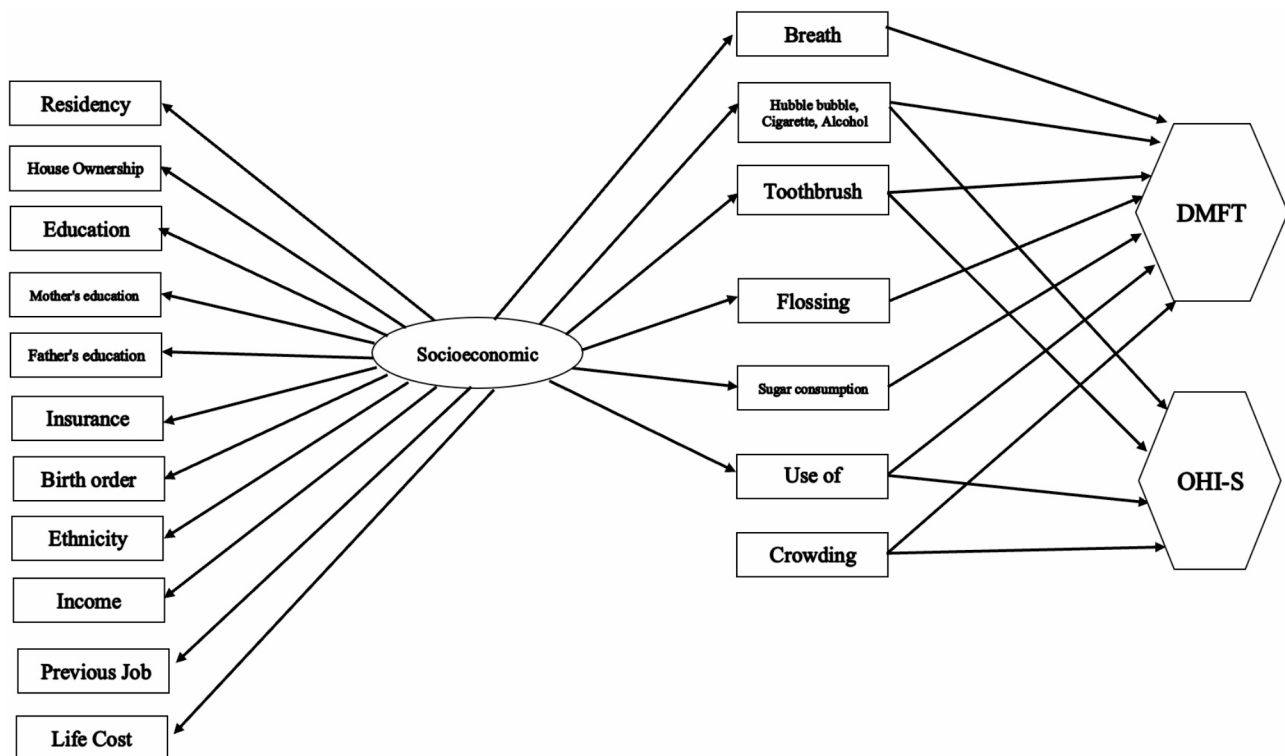 Residency
House Ownership
Education
Mother's education
Father's education
Insurance
Birth order
Ethnicity
Income
Previous Job
Life Cost
Socioeconomic
Breath
Hubble bubble,
Cigarette, Alcohol
Toothbrush
Flossing
Sugar consumption
Use of
Crowding
DMFT
OHI-S